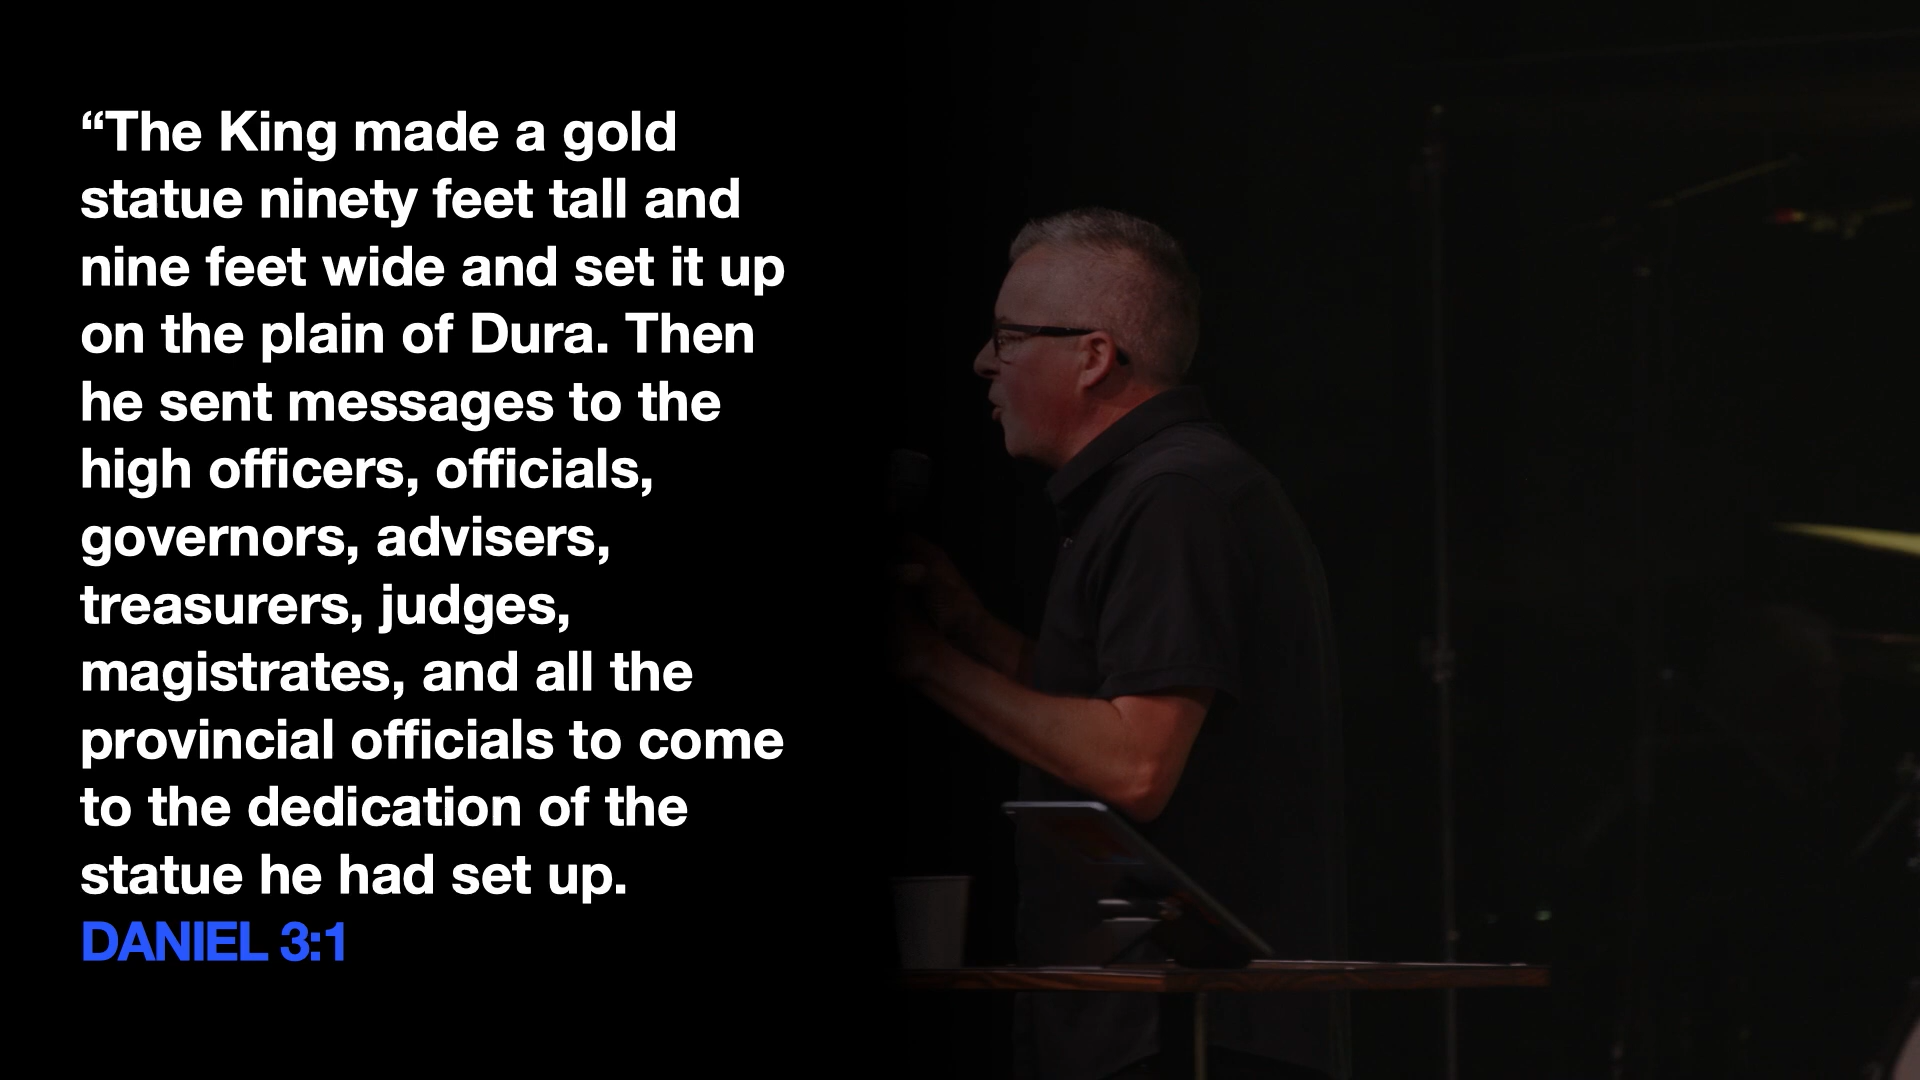 “The King made a gold
statue ninety feet tall and
nine feet wide and set it up
on the plain of Dura. Then
he sent messages to the
high officers, officials,
governors, advisers,
treasurers, judges,
magistrates, and all the
provincial officials to come
to the dedication of the
statue he had set up.
DANIEL 3:1